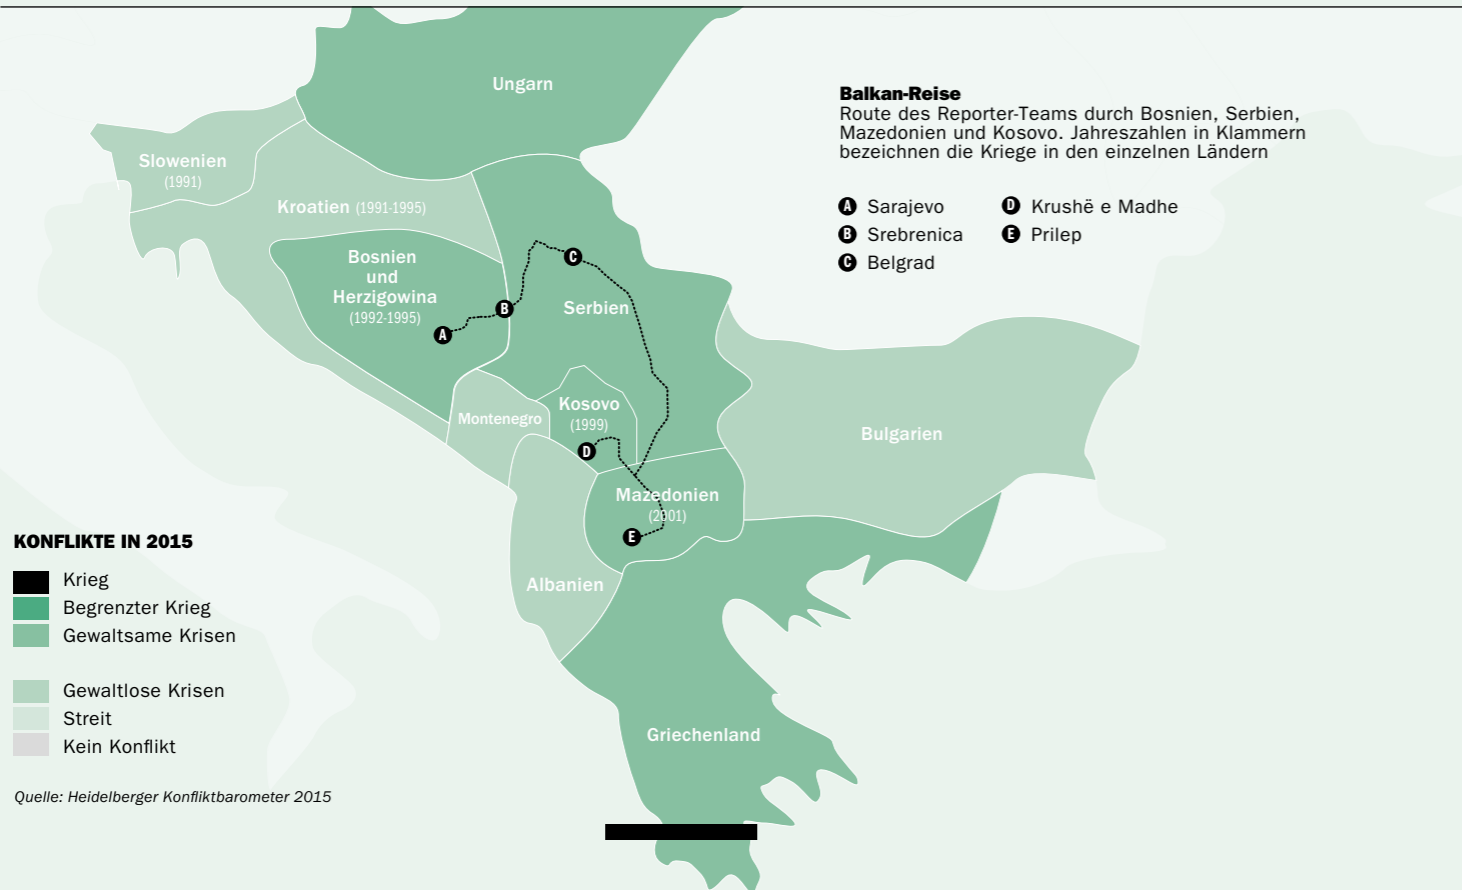 Ungarn
Balkan-Reise
Route des Reporter-Teams durch Bosnien, Serbien,
Mazedonien und Kosovo. Jahreszahlen in Klammern
bezeichnen die Kriege in den einzelnen Ländern
A Sarajevo
B Srebrenica
C Belgrad
D Krushë e Madhe
E Prilep
Slowenien
(1991)
Kroatien (1991-1995)
Bosnien
und
Herzigowina
(1992-1995)
A
B
C
Serbien
Kosovo
(1999)
D
Montenegro
Bulgarien
Mazedonien
(2001)
E
Albanien
Griechenland
KONFLIKTE IN 2015
Krieg
Begrenzter Krieg
Gewaltsame Krisen
Gewaltlose Krisen
Streit
Kein Konflikt
Quelle: Heidelberger Konfliktbarometer 2015